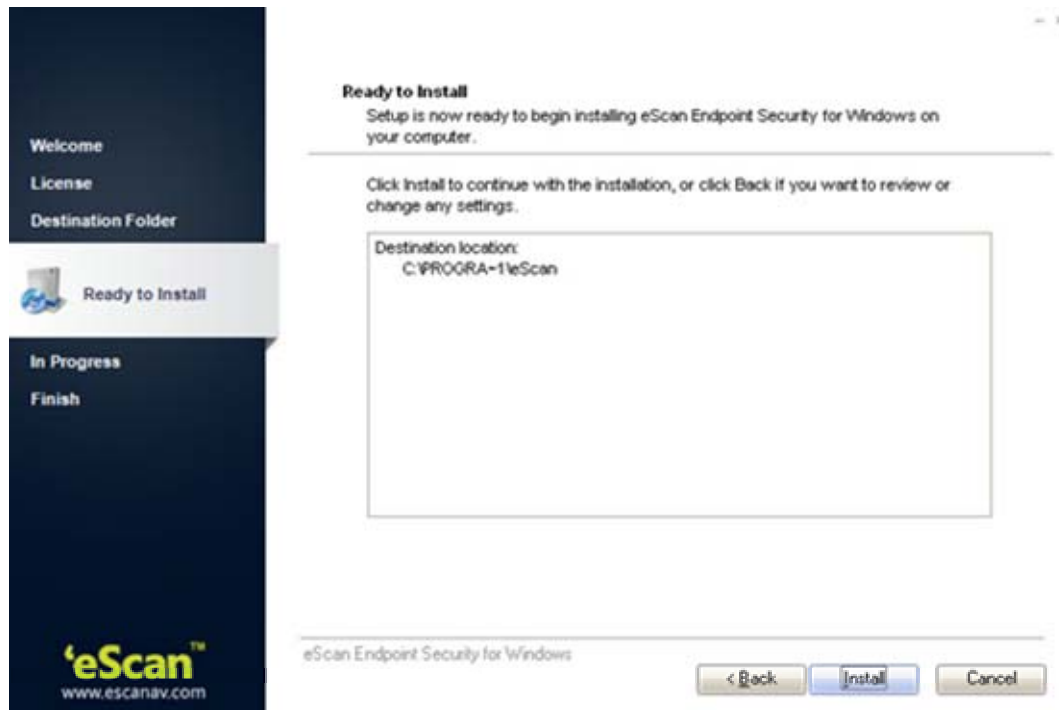 Welcome
License
Destination Folder
Ready to Install
In Progress
Finish
'eScan™
www.escanav.com
Ready to Install
Setup is now ready to begin installing eScan Endpoint Security for Windows on
your computer.
Click Install to continue with the installation, or click Back if you want to review or
change any settings.
Destination location:
C:\PROGRA~1\eScan
eScan Endpoint Security for Windows
< Back
Install
Cancel